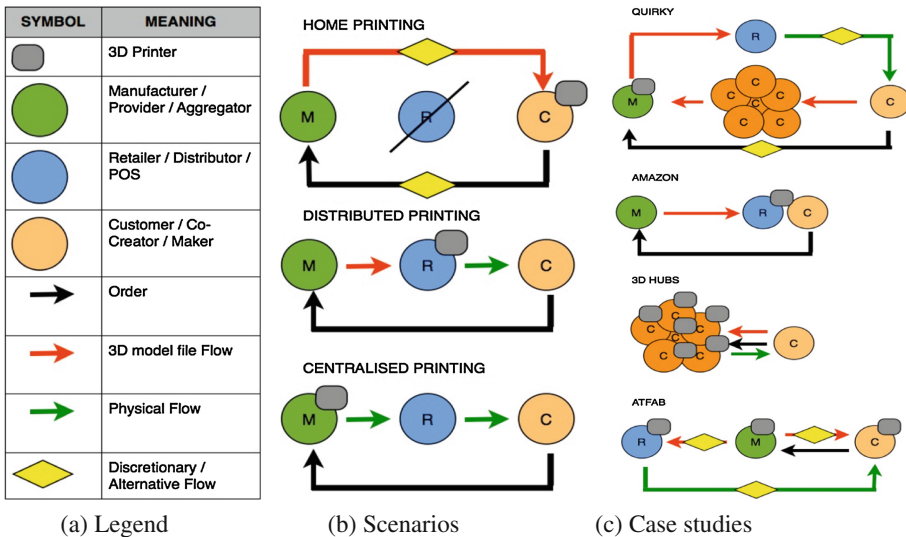 SYMBOL MEANING
3D Printer
Manufacturer /
Provider / Aggregator
Retailer / Distributor /
POS
Customer / Co-
Creator / Maker
Order
3D model file Flow
Physical Flow
Discretionary /
Alternative Flow
(a) Legend
HOME PRINTING
M R C
DISTRIBUTED PRINTING
M R C
CENTRALISED PRINTING
M R C
(b) Scenarios
QUIRKY
R
M C C C C C C C
AMAZON
M R C
3D HUBS
C C C C C C C
ATFAB
R M C
(c) Case studies